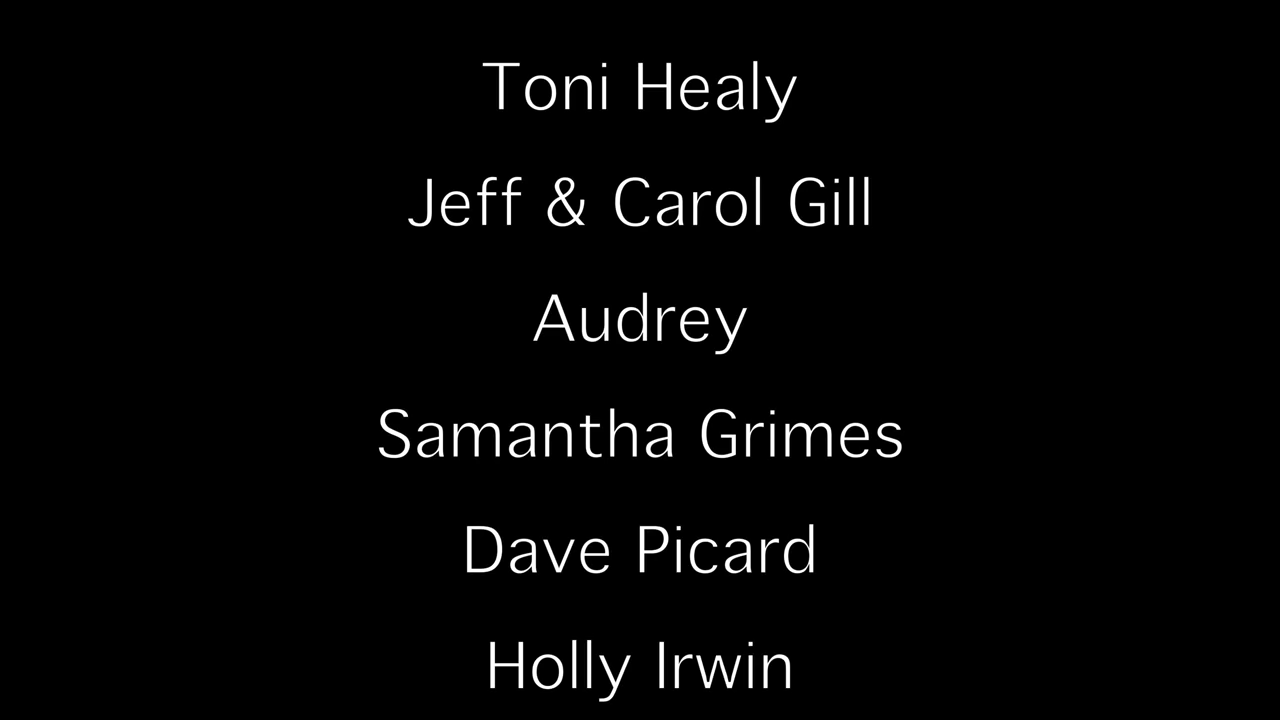 Toni Healy
Jeff & Carol Gill
Audrey
Samantha Grimes
Dave Picard
Holly Irwin